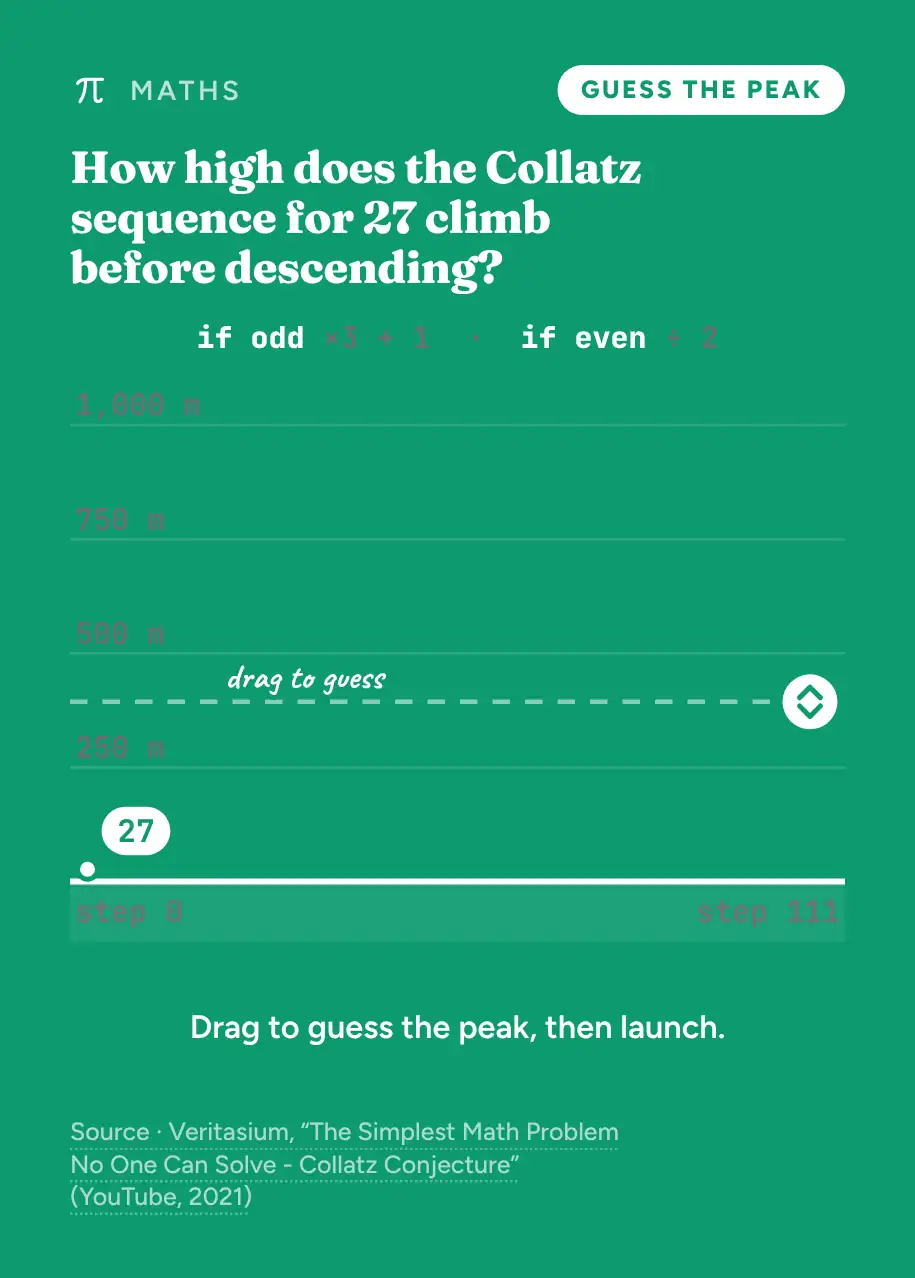 π MATHS
GUESS THE PEAK
How high does the Collatz
sequence for 27 climb
before descending?
if odd ×3 + 1 · if even ÷ 2
1,000 m
750 m
500 m
drag to guess
250 m
27
step 0 step 111
Drag to guess the peak, then launch.
Source · Veritasium, “The Simplest Math Problem
No One Can Solve - Collatz Conjecture”
(YouTube, 2021)